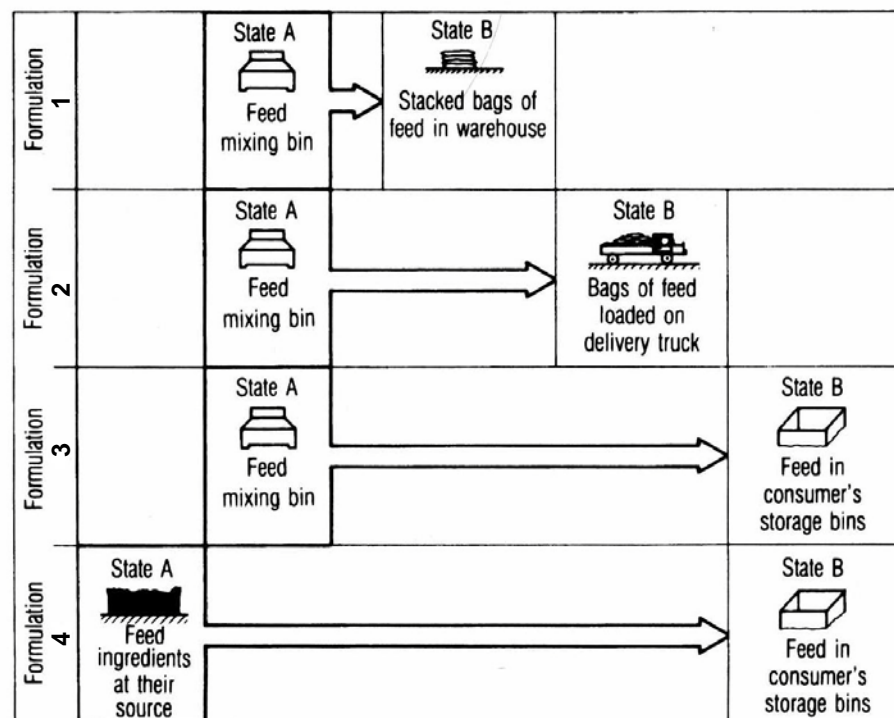 Formulation
1
State A
Feed
mixing bin
State B
Stacked bags of
feed in warehouse
Formulation
2
State A
Feed
mixing bin
State B
Bags of feed
loaded on
delivery truck
Formulation
3
State A
Feed
mixing bin
State B
Feed in
consumer's
storage bins
Formulation
4
State A
Feed
ingredients
at their
source
State B
Feed in
consumer's
storage bins